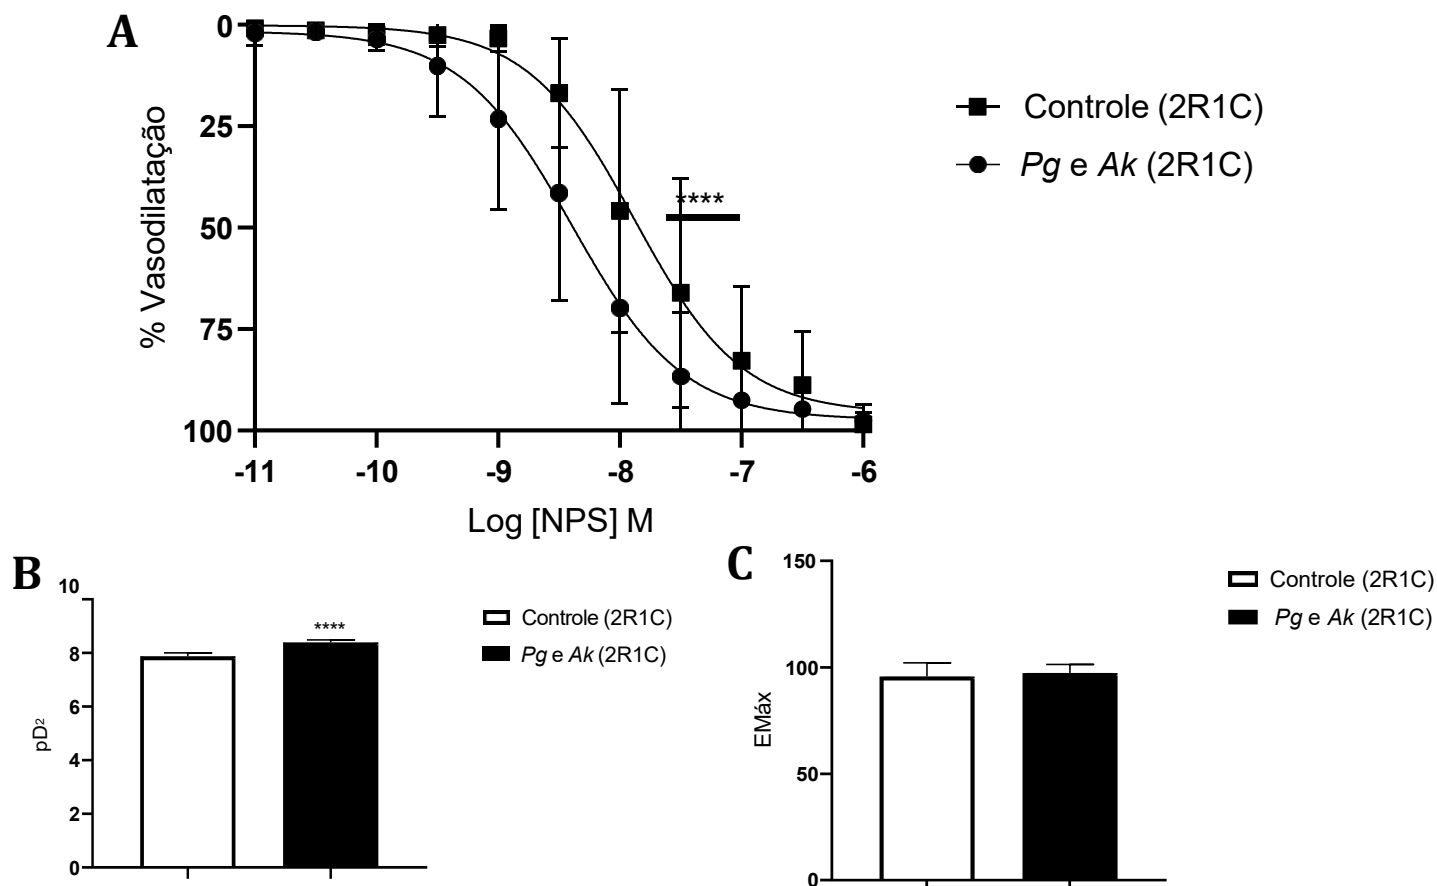 A
0
25
50
75
100
% Vasodilatação
****
-11 -10 -9 -8 -7 -6
Log [NPS] M
Controle (2R1C)
Pg e Ak (2R1C)
B
10
8
6
4
2
0
pD2
****
Controle (2R1C)
Pg e Ak (2R1C)
C
150
100
50
0
EMáx
Controle (2R1C)
Pg e Ak (2R1C)